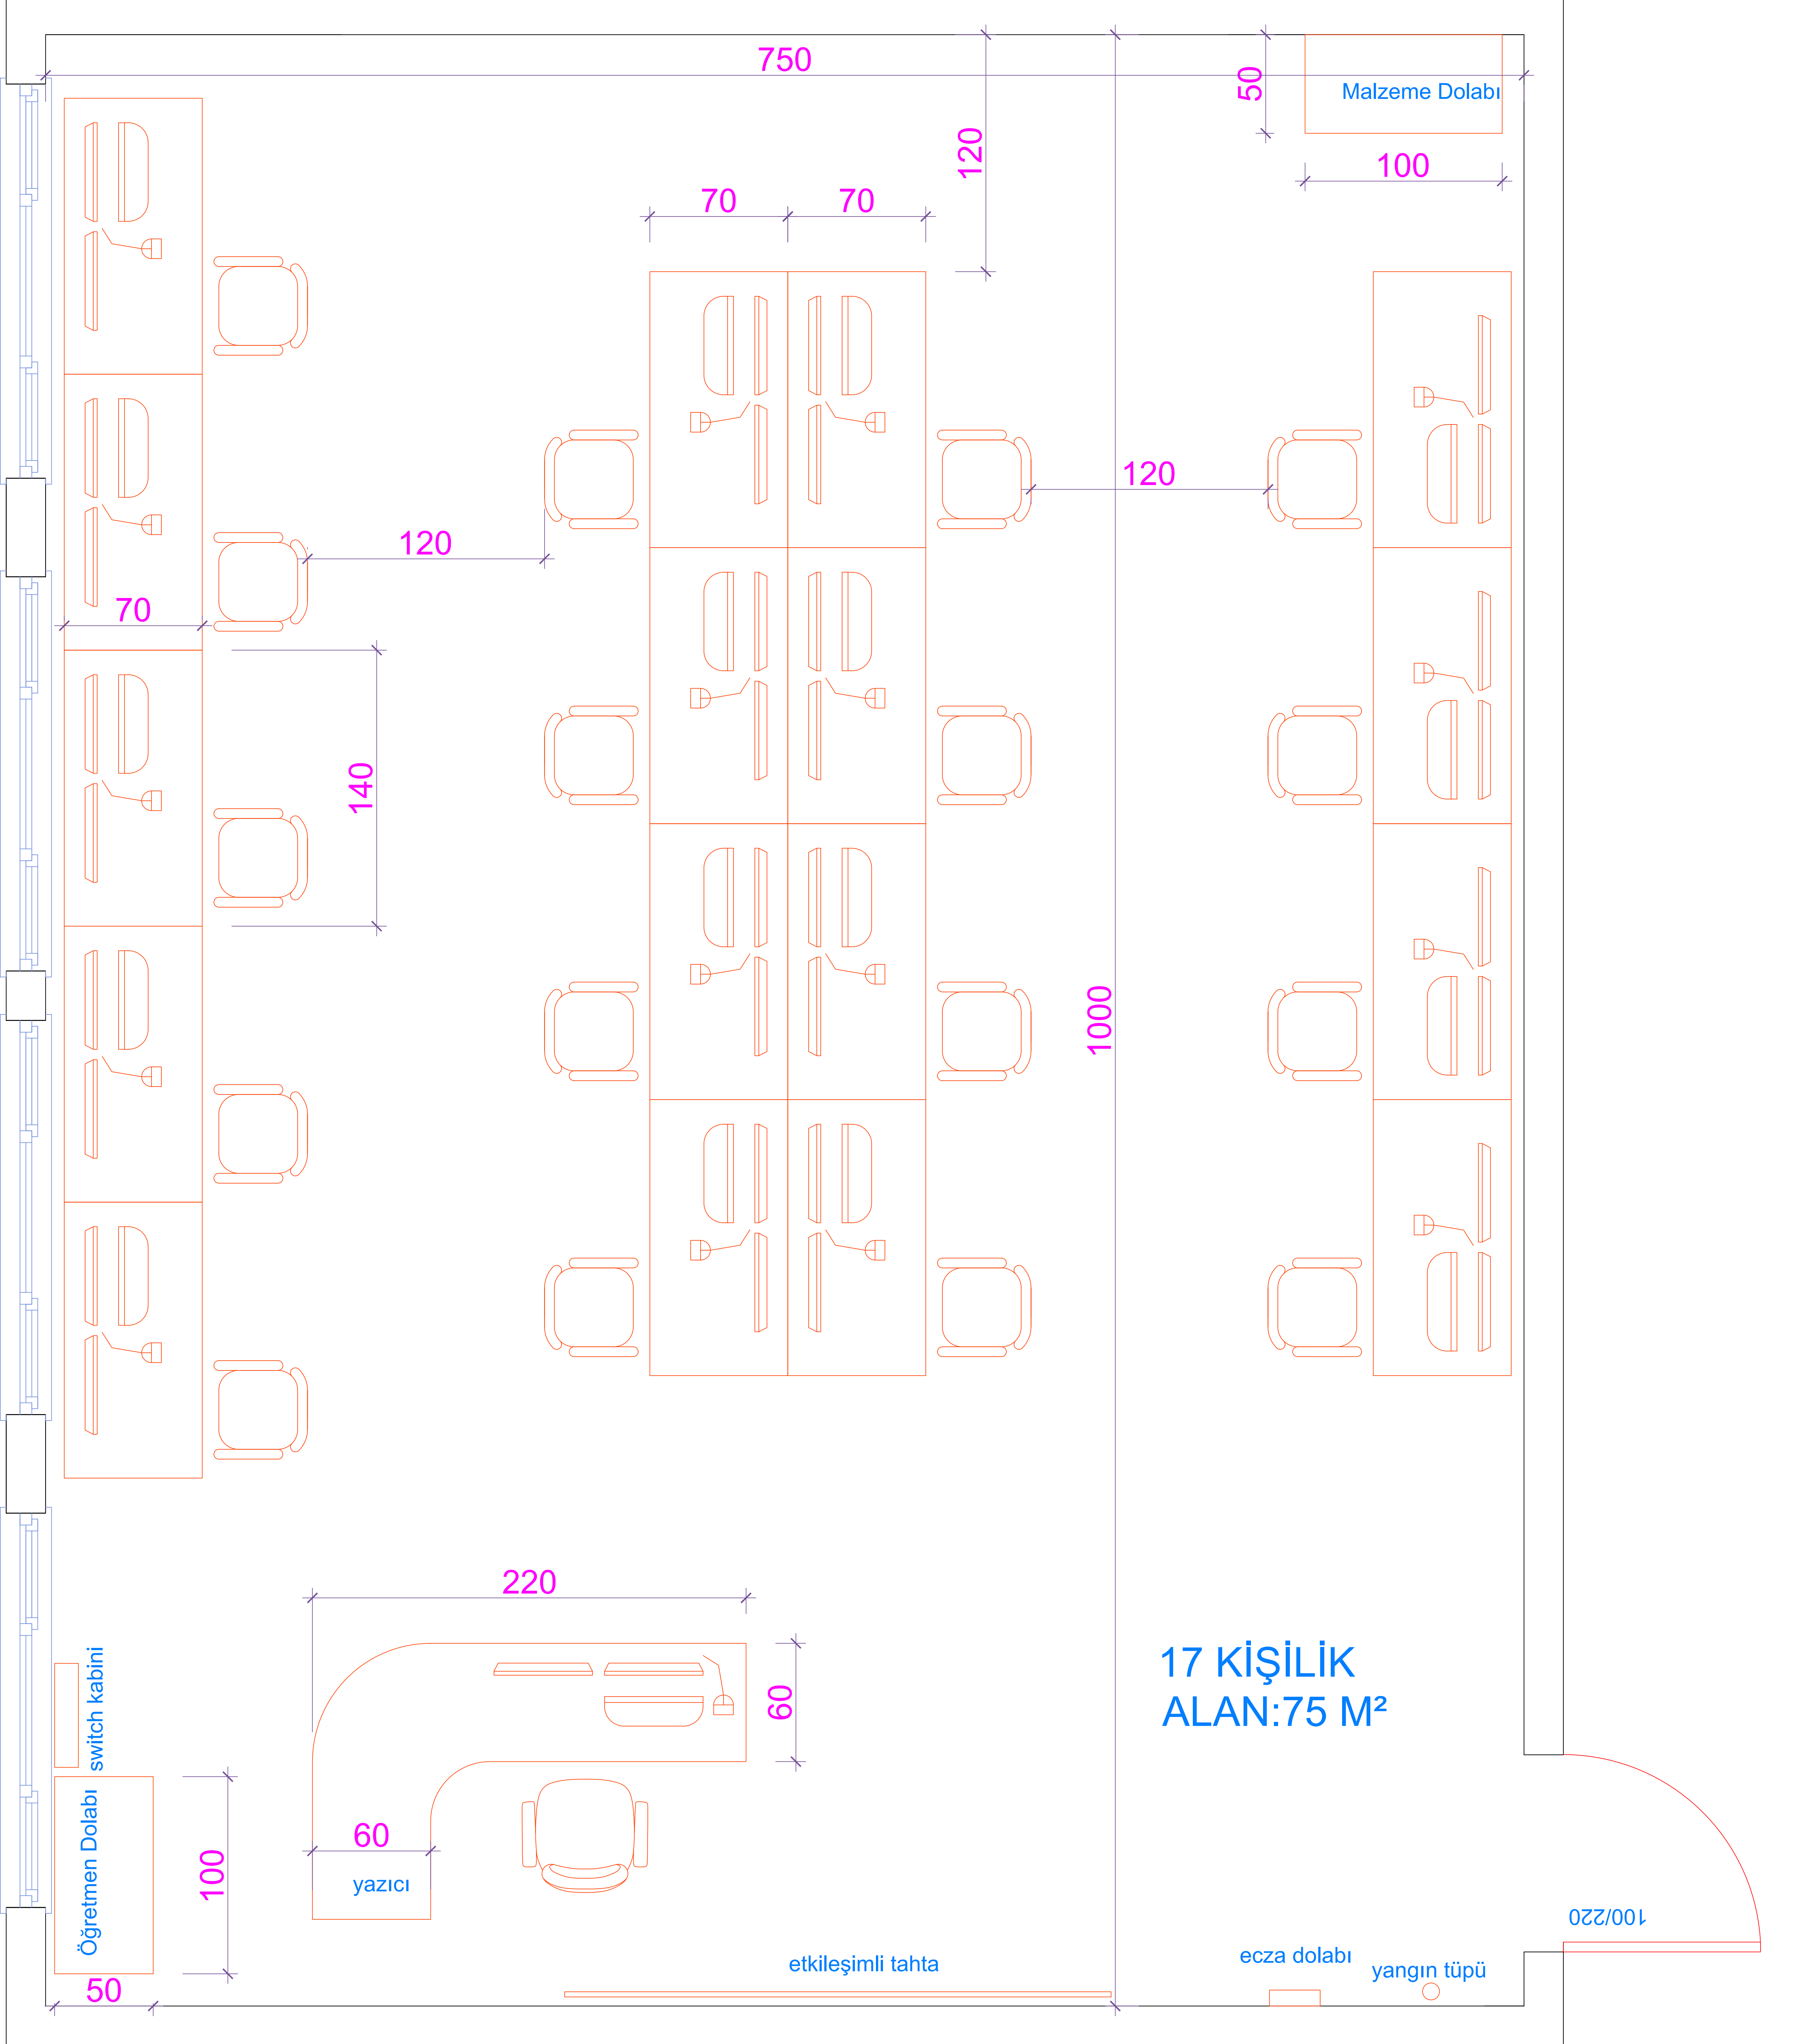 750
50
Malzeme Dolabı
120
100
70
70
120
120
70
140
1000
220
17 KİŞİLİK
ALAN:75 M²
60
switch kabini
Öğretmen Dolabı
100
60
yazıcı
100/220
etkileşimli tahta
ecza dolabı
yangın tüpü
50